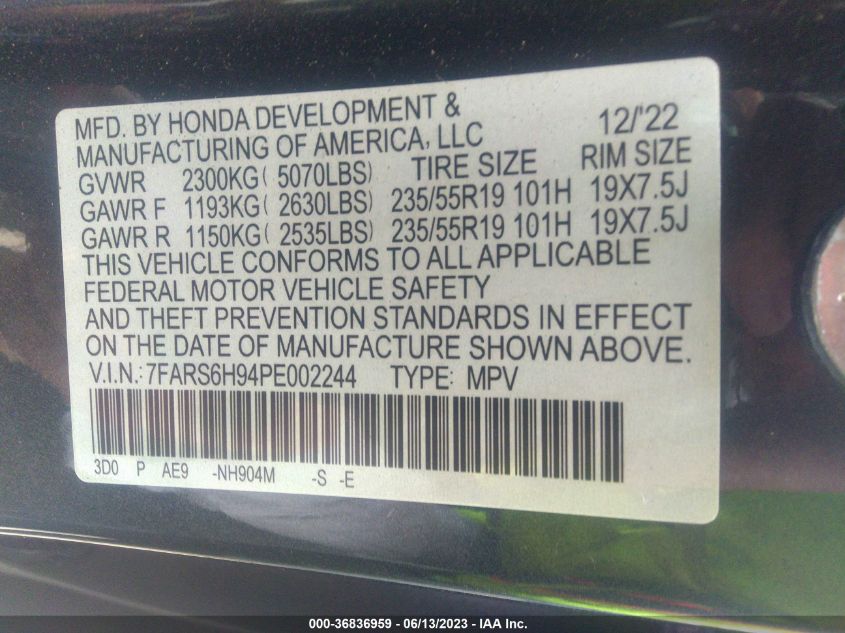 MFD. BY HONDA DEVELOPMENT &
MANUFACTURING OF AMERICA, LLC 12/'22
GVWR 2300KG( 5070LBS) TIRE SIZE RIM SIZE
GAWR F 1193KG( 2630LBS) 235/55R19 101H 19X7.5J
GAWR R 1150KG( 2535LBS) 235/55R19 101H 19X7.5J
THIS VEHICLE CONFORMS TO ALL APPLICABLE
FEDERAL MOTOR VEHICLE SAFETY
AND THEFT PREVENTION STANDARDS IN EFFECT
ON THE DATE OF MANUFACTURE SHOWN ABOVE.
V.I.N.: 7FARS6H94PE002244 TYPE: MPV
3D0 P AE9 -NH904M -S -E
000-36836959 - 06/13/2023 - IAA Inc.